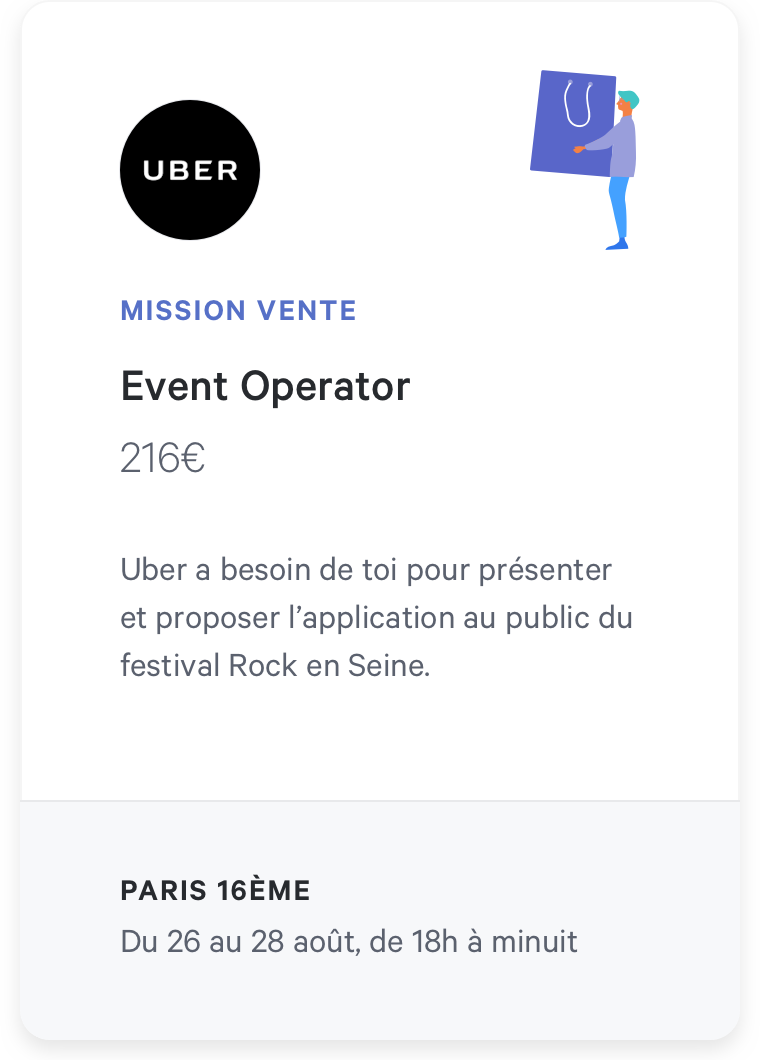 UBER
MISSION VENTE
Event Operator
216€
Uber a besoin de toi pour présenter
et proposer l’application au public du
festival Rock en Seine.
PARIS 16ÈME
Du 26 au 28 août, de 18h à minuit